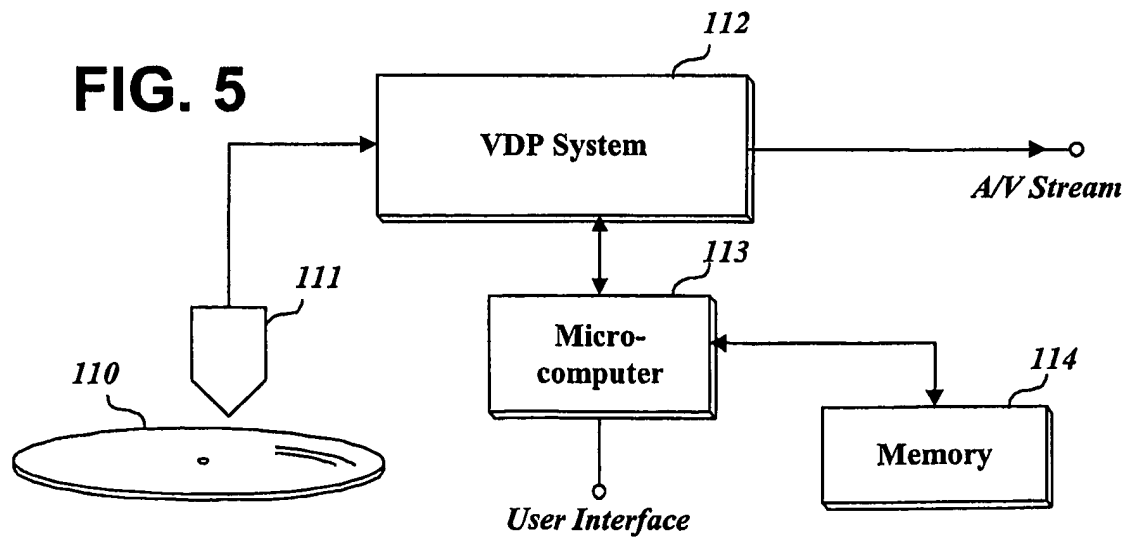 112
FIG. 5
VDP System
A/V Stream
113
111
Micro-
computer
110
114
Memory
User Interface